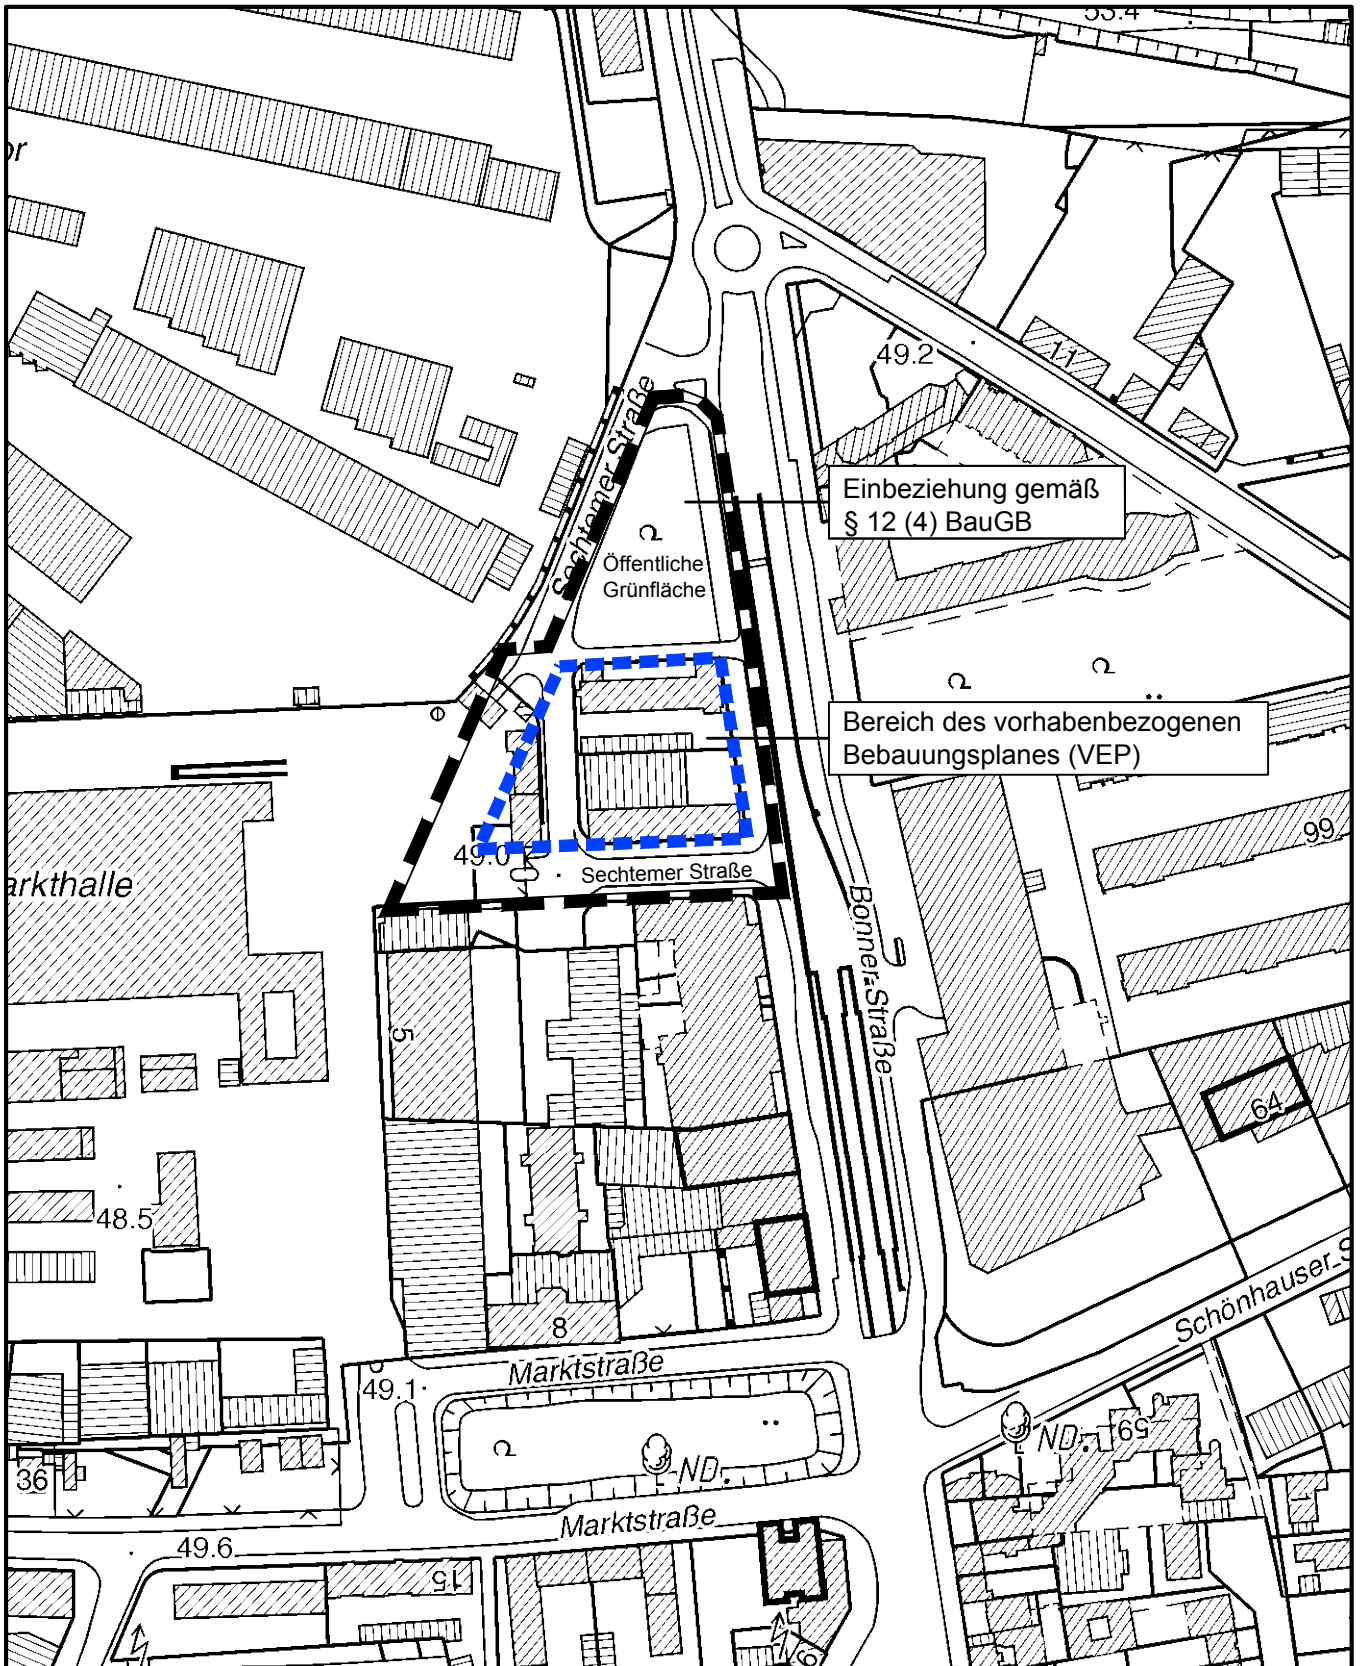 53.4
or
49.2
11
Sechtemer Straße
Einbeziehung gemäß
§ 12 (4) BauGB
Öffentliche
Grünfläche
Bereich des vorhabenbezogenen
Bebauungsplanes (VEP)
99
49.0
Sechtemer Straße
arkthalle
Bonner Straße
5
64
48.5
Schönhauser S
8
Marktstraße
49.1
ND.
59
ND.
36
Marktstraße
49.6
15